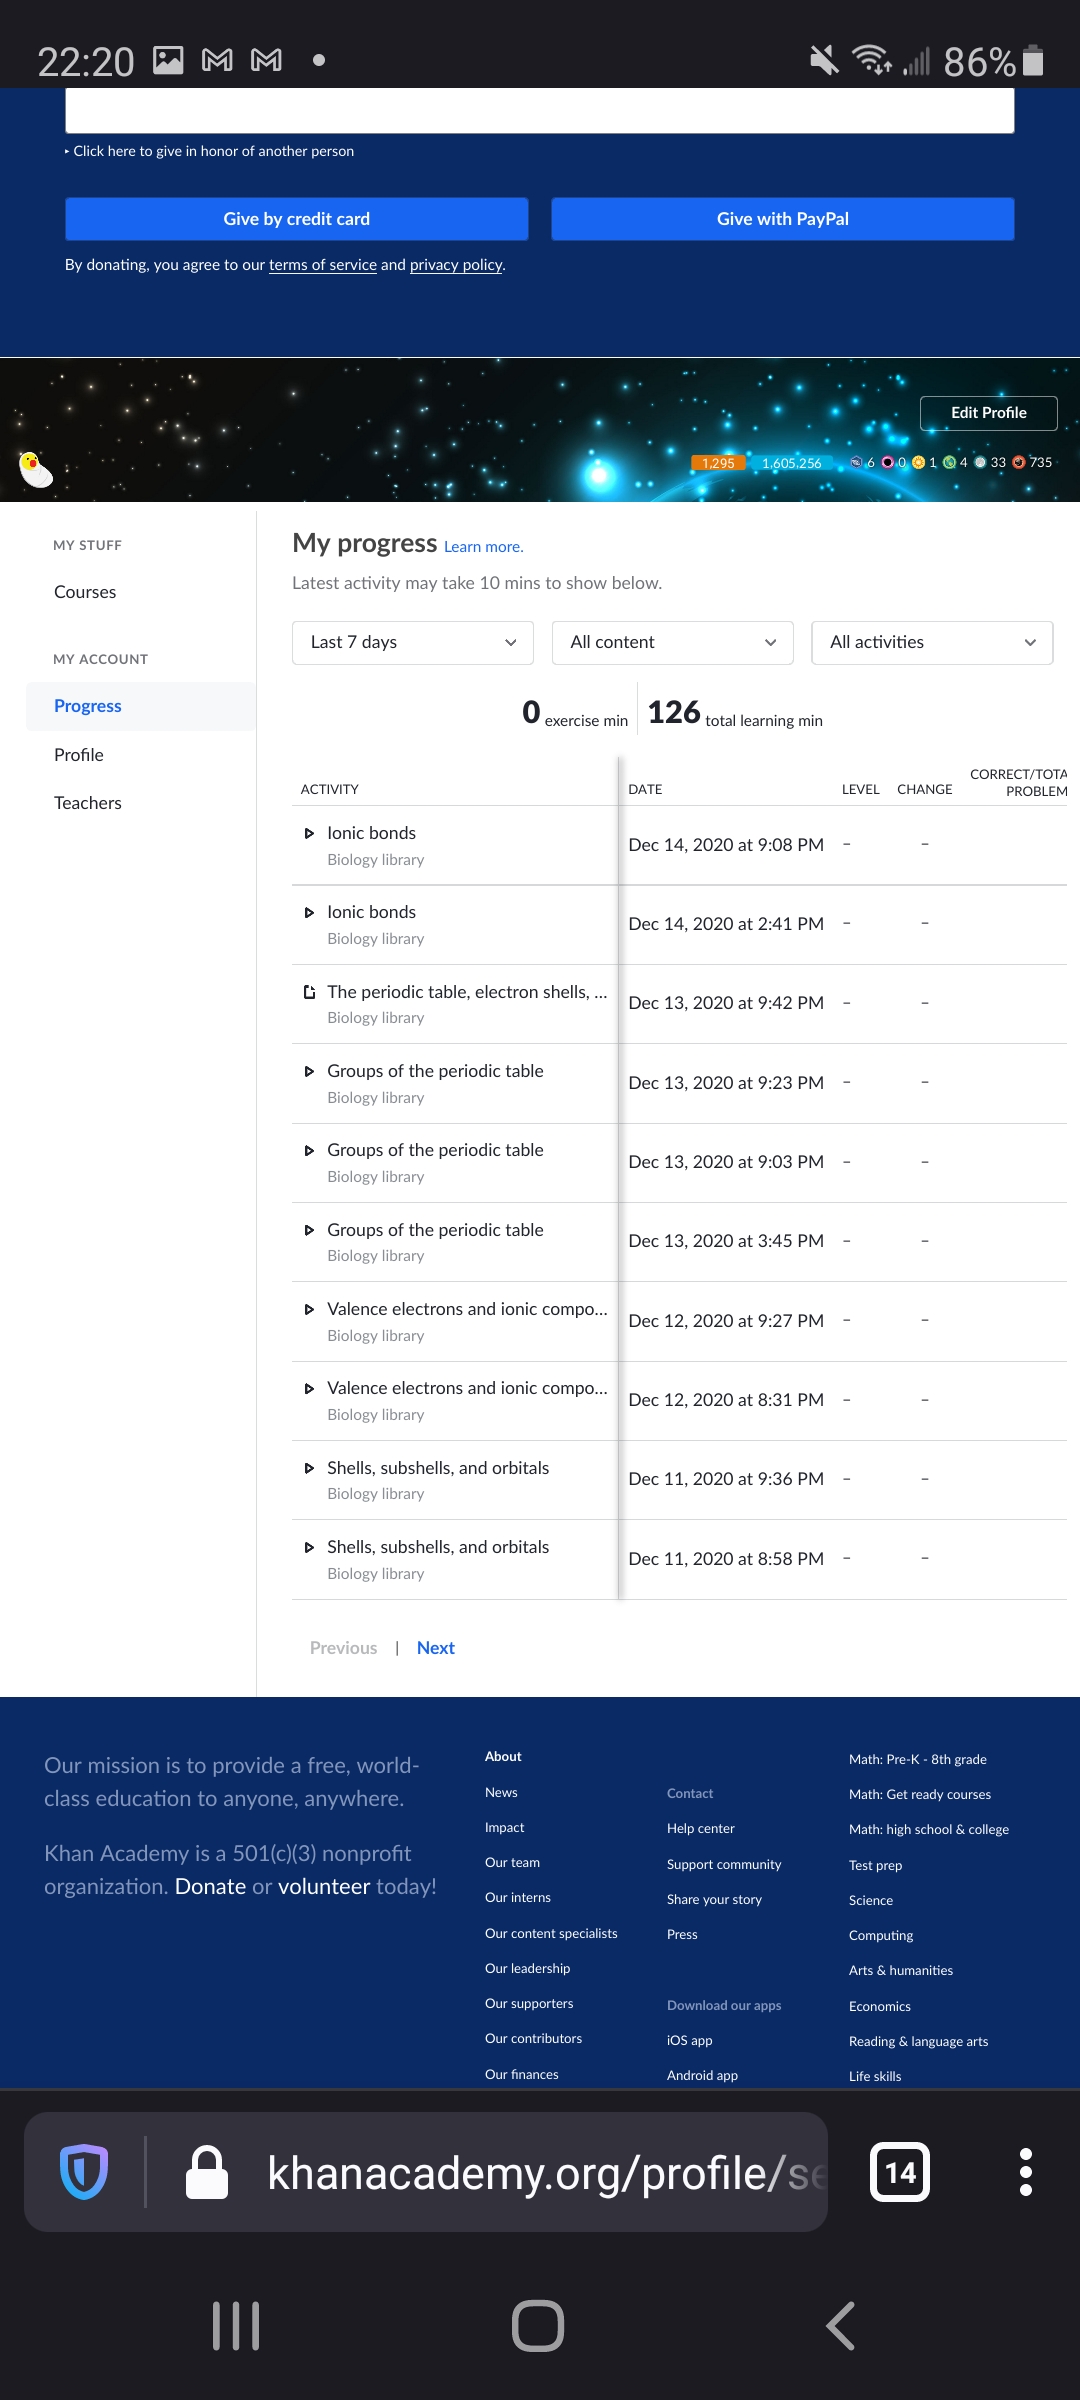 22:20
86%
‣ Click here to give in honor of another person
Give by credit card
Give with PayPal
By donating, you agree to our terms of service and privacy policy.
Edit Profile
1,295 1,605,256 6 0 1 4 33 735
MY STUFF
Courses
MY ACCOUNT
Progress
Profile
Teachers
My progress Learn more.
Latest activity may take 10 mins to show below.
Last 7 days
All content
All activities
0 exercise min
126 total learning min
ACTIVITY DATE LEVEL CHANGE CORRECT/TOTA
PROBLEM
Ionic bonds
Biology library
Dec 14, 2020 at 9:08 PM – –
Ionic bonds
Biology library
Dec 14, 2020 at 2:41 PM – –
The periodic table, electron shells, ...
Biology library
Dec 13, 2020 at 9:42 PM – –
Groups of the periodic table
Biology library
Dec 13, 2020 at 9:23 PM – –
Groups of the periodic table
Biology library
Dec 13, 2020 at 9:03 PM – –
Groups of the periodic table
Biology library
Dec 13, 2020 at 3:45 PM – –
Valence electrons and ionic compo...
Biology library
Dec 12, 2020 at 9:27 PM – –
Valence electrons and ionic compo...
Biology library
Dec 12, 2020 at 8:31 PM – –
Shells, subshells, and orbitals
Biology library
Dec 11, 2020 at 9:36 PM – –
Shells, subshells, and orbitals
Biology library
Dec 11, 2020 at 8:58 PM – –
Previous | Next
Our mission is to provide a free, world-
class education to anyone, anywhere.
Khan Academy is a 501(c)(3) nonprofit
organization. Donate or volunteer today!
About
News
Impact
Our team
Our interns
Our content specialists
Our leadership
Our supporters
Our contributors
Our finances
Contact
Help center
Support community
Share your story
Press
Download our apps
iOS app
Android app
Math: Pre-K - 8th grade
Math: Get ready courses
Math: high school & college
Test prep
Science
Computing
Arts & humanities
Economics
Reading & language arts
Life skills
khanacademy.org/profile/se
14